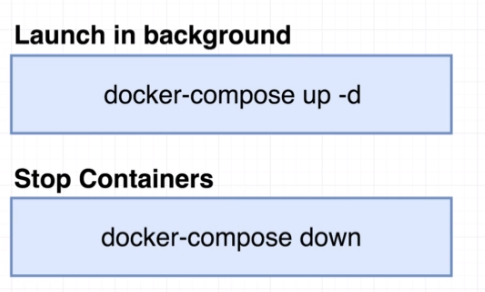 Launch in background
docker-compose up -d
Stop Containers
docker-compose down